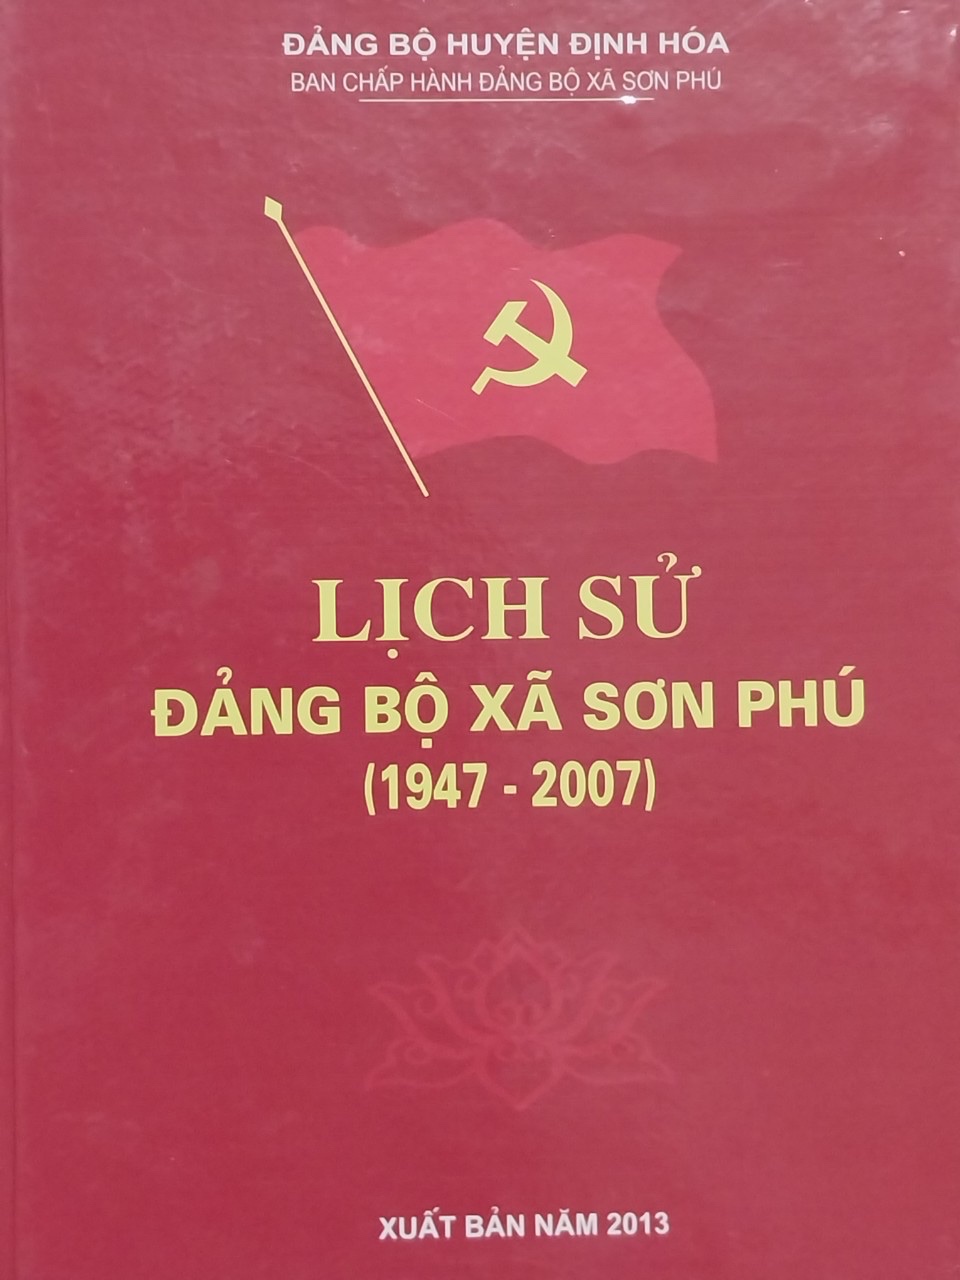 ĐẢNG BỘ HUYỆN ĐỊNH HÓA
BAN CHẤP HÀNH ĐẢNG BỘ XÃ SƠN PHÚ
LỊCH SỬ
ĐẢNG BỘ XÃ SƠN PHÚ
(1947 - 2007)
XUẤT BẢN NĂM 2013